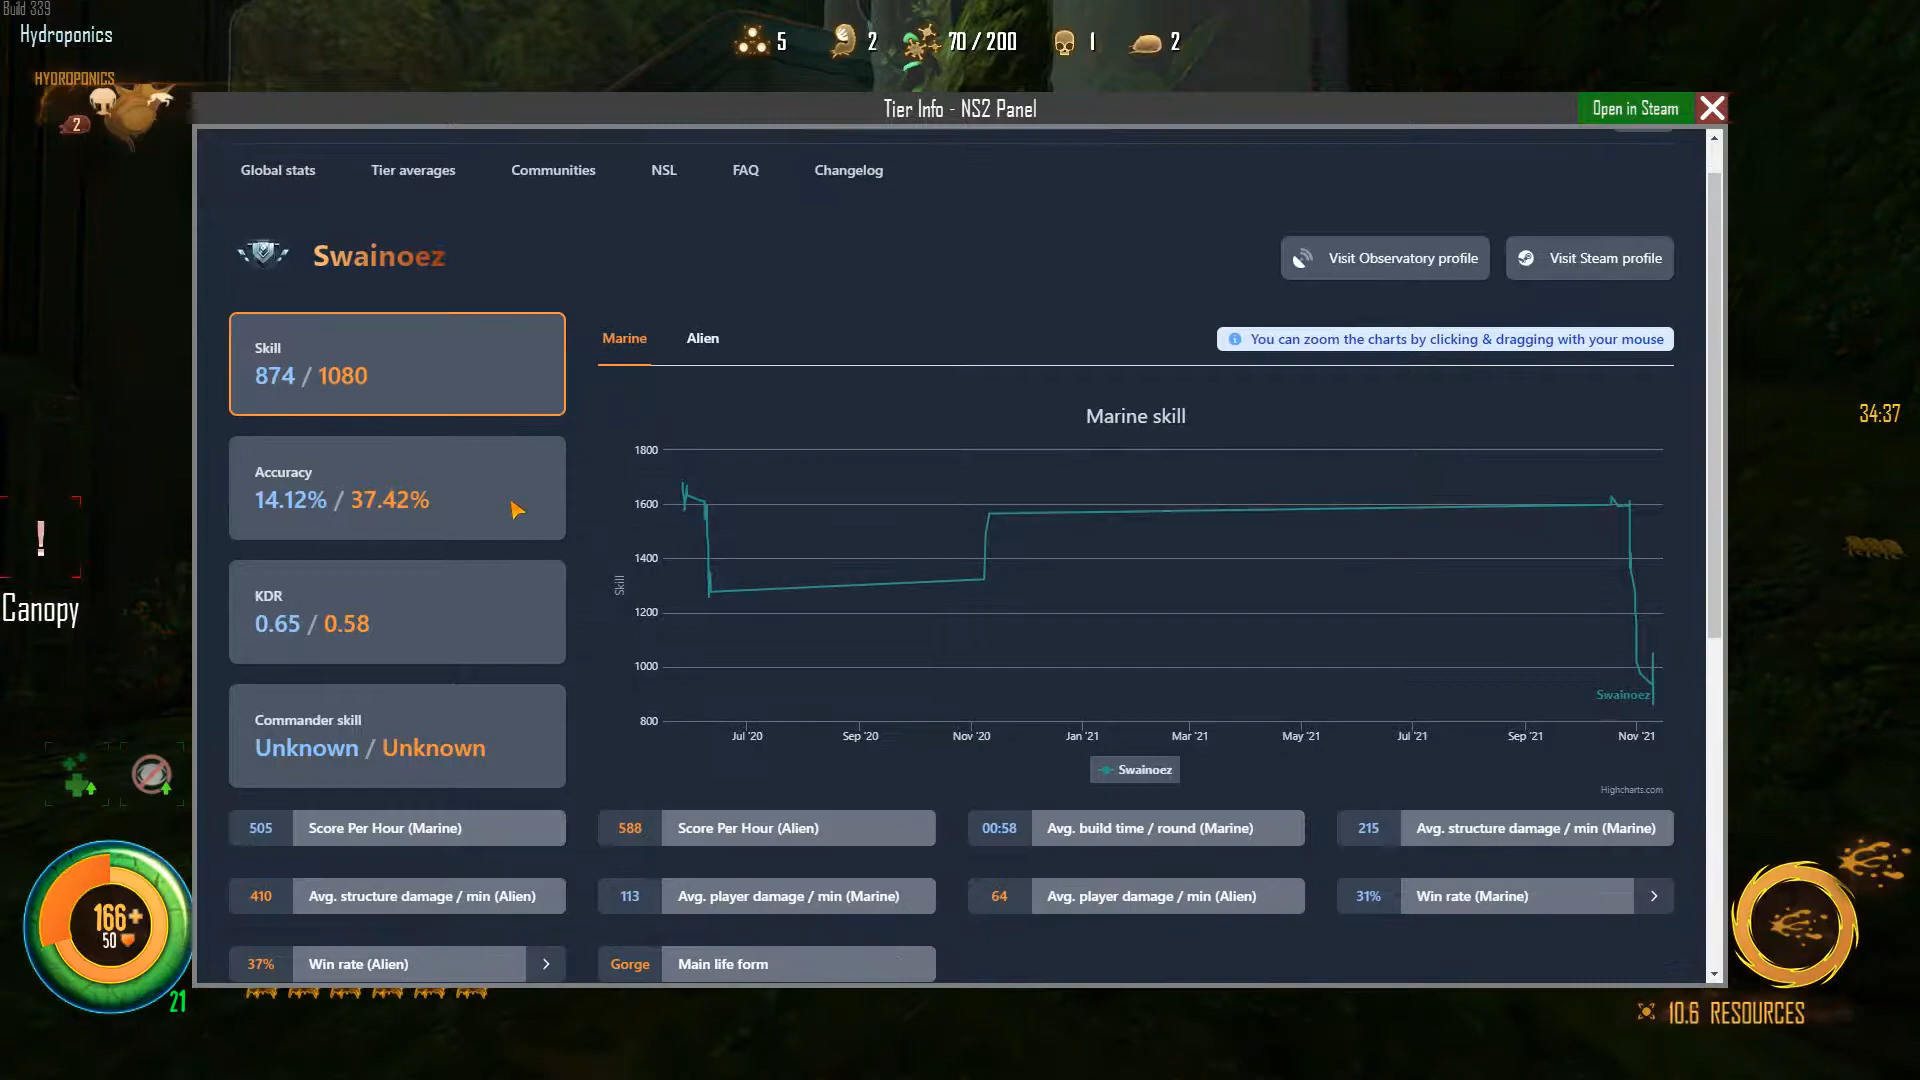 Build 339
Hydroponics
HYDROPONICS
2
5
2
70 / 200
1
2
Tier Info - NS2 Panel
Open in Steam
Global stats
Tier averages
Communities
NSL
FAQ
Changelog
Swainoez
Visit Observatory profile
Visit Steam profile
Skill
874 / 1080
Accuracy
14.12% / 37.42%
KDR
0.65 / 0.58
Commander skill
Unknown / Unknown
Marine
Alien
You can zoom the charts by clicking & dragging with your mouse
Marine skill
Skill
1800
1600
1400
1200
1000
800
Swainoez
Jul '20
Sep '20
Nov '20
Jan '21
Mar '21
May '21
Jul '21
Sep '21
Nov '21
Swainoez
Highcharts.com
505 Score Per Hour (Marine)
588 Score Per Hour (Alien)
00:58 Avg. build time / round (Marine)
215 Avg. structure damage / min (Marine)
410 Avg. structure damage / min (Alien)
113 Avg. player damage / min (Marine)
64 Avg. player damage / min (Alien)
31% Win rate (Marine)
37% Win rate (Alien)
Gorge Main life form
34:37
!
Canopy
166+
50
21
10.6 RESOURCES